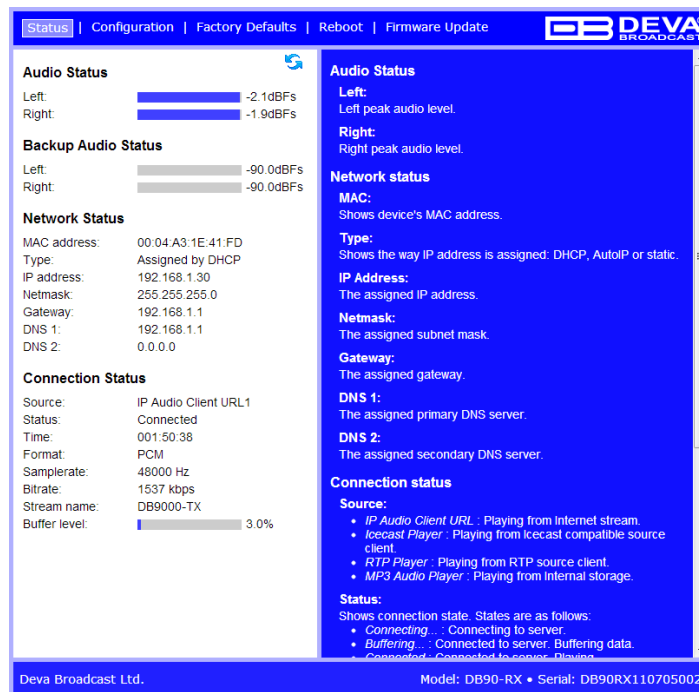 Status | Configuration | Factory Defaults | Reboot | Firmware Update
DB DEVA
BROADCAST
Audio Status
Left: -2.1dBFs
Right: -1.9dBFs
Backup Audio Status
Left: -90.0dBFs
Right: -90.0dBFs
Network Status
MAC address: 00:04:A3:1E:41:FD
Type: Assigned by DHCP
IP address: 192.168.1.30
Netmask: 255.255.255.0
Gateway: 192.168.1.1
DNS 1: 192.168.1.1
DNS 2: 0.0.0.0
Connection Status
Source: IP Audio Client URL1
Status: Connected
Time: 001:50:38
Format: PCM
Samplerate: 48000 Hz
Bitrate: 1537 kbps
Stream name: DB9000-TX
Buffer level: 3.0%
Audio Status
Left:
Left peak audio level.
Right:
Right peak audio level.
Network status
MAC:
Shows device's MAC address.
Type:
Shows the way IP address is assigned: DHCP, AutoIP or static.
IP Address:
The assigned IP address.
Netmask:
The assigned subnet mask.
Gateway:
The assigned gateway.
DNS 1:
The assigned primary DNS server.
DNS 2:
The assigned secondary DNS server.
Connection status
Source:
• IP Audio Client URL : Playing from Internet stream.
• Icecast Player : Playing from Icecast compatible source
client.
• RTP Player : Playing from RTP source client.
• MP3 Audio Player : Playing from Internal storage.
Status:
Shows connection state. States are as follows:
• Connecting... : Connecting to server.
• Buffering... : Connected to server. Buffering data.
• Connected : Connected to server. Playing
Deva Broadcast Ltd.
Model: DB90-RX • Serial: DB90RX110705002